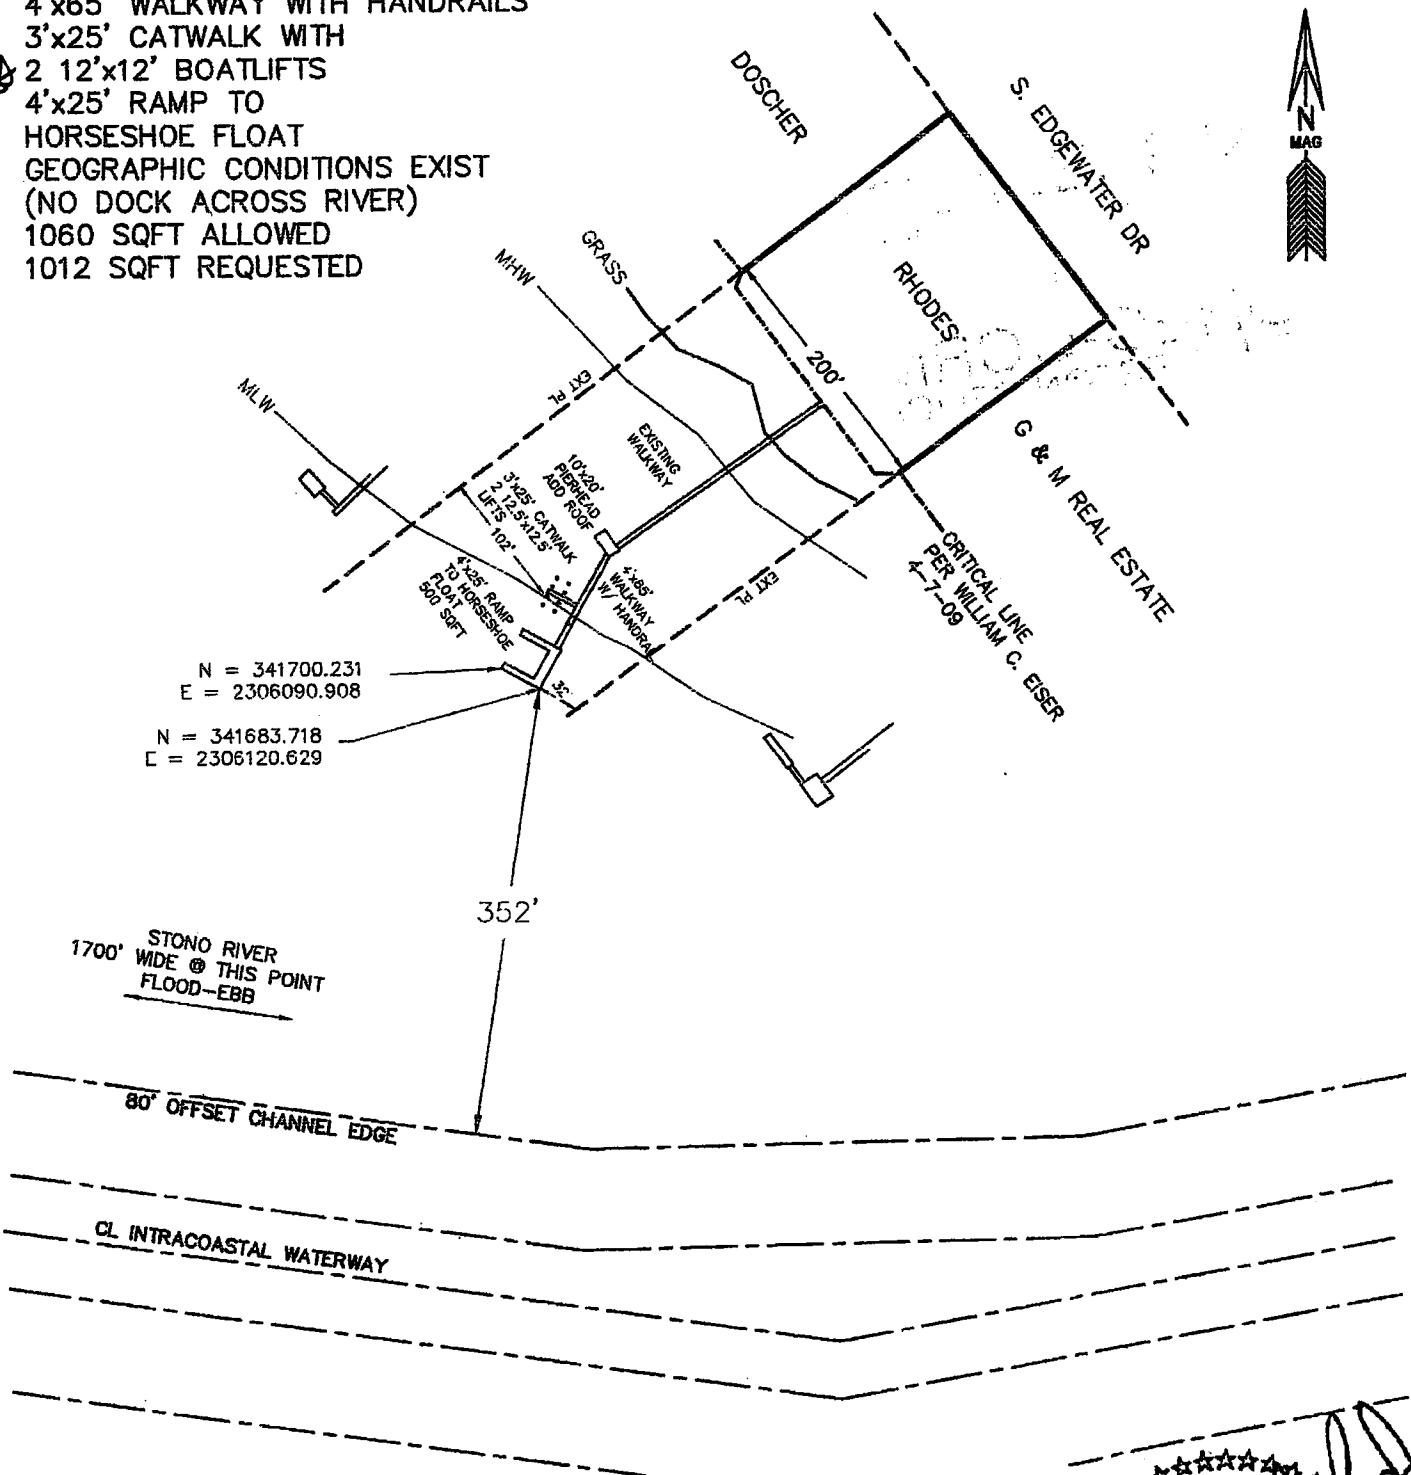 4'x65' WALKWAY WITH HANDRAILS
3'x25' CATWALK WITH
2 12'x12' BOATLIFTS
4'x25' RAMP TO
HORSESHOE FLOAT
GEOGRAPHIC CONDITIONS EXIST
(NO DOCK ACROSS RIVER)
1060 SQFT ALLOWED
1012 SQFT REQUESTED
DOSCHER
S. EDGEWATER DR
N
MAG
RHODES
GRASS
MHW
MLW
EXT PL
200'
G & M REAL ESTATE
EXISTING
WALKWAY
10'x20'
PIERHEAD
ADD ROOF
3'x25' CATWALK
2 12.5'x12.5'
LIFTS
102'
4'x25' RAMP
TO HORSESHOE
FLOAT
500 SQFT
4'x65'
WALKWAY
W/ HANDRA
EXT PL
CRITICAL LINE
PER WILLIAM C. EISER
4-7-09
32'
N = 341700.231
E = 2306090.908
N = 341683.718
E = 2306120.629
352'
STONO RIVER
1700' WIDE @ THIS POINT
FLOOD-EBB
80' OFFSET CHANNEL EDGE
CL INTRACOASTAL WATERWAY